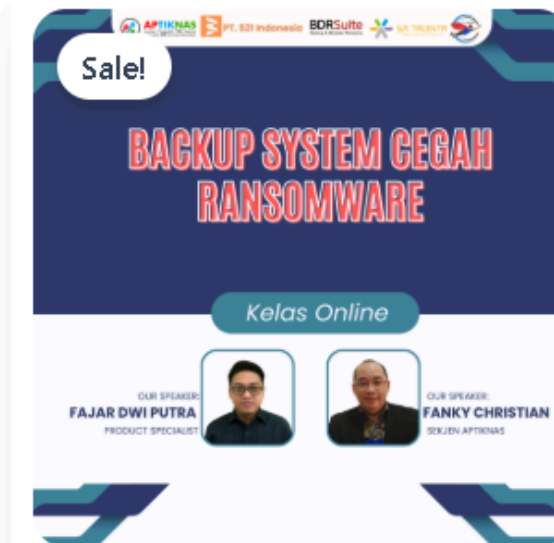 APTIKNAS
PT. 521 Indonesia
BDRSuite
Sale!
BACKUP SYSTEM CEGAH
RANSOMWARE
Kelas Online
OUR SPEAKER:
FAJAR DWI PUTRA
PRODUCT SPECIALIST
OUR SPEAKER:
FANKY CHRISTIAN
SEKJEN APTIKNAS